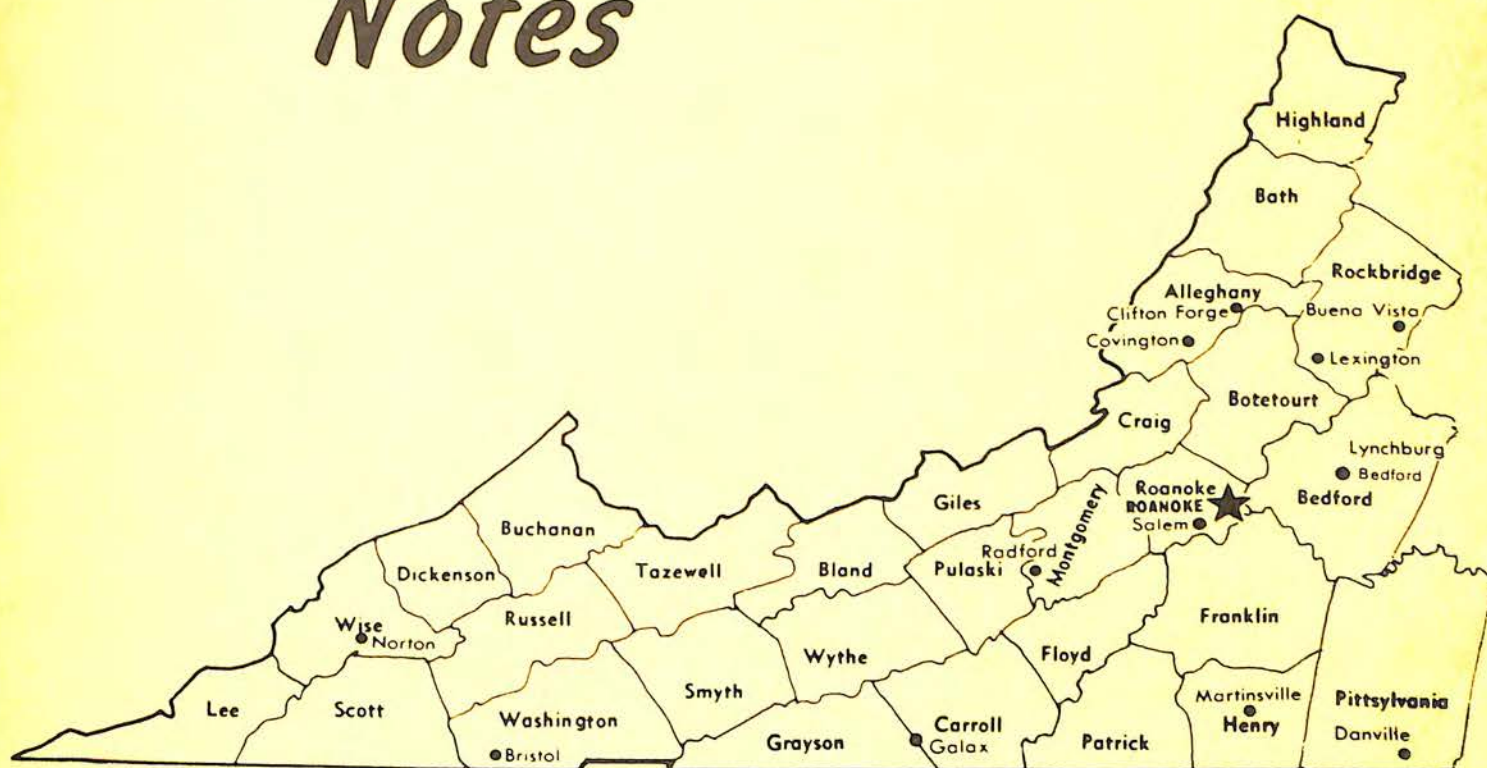 Notes
Highland
Bath
Rockbridge
Alleghany
Clifton Forge
Buena Vista
Covington
Lexington
Botetourt
Craig
Lynchburg
Bedford
Bedford
Roanoke
ROANOKE
Salem
Giles
Montgomery
Buchanan
Radford
Pulaski
Dickenson
Tazewell
Bland
Russell
Franklin
Wise
Norton
Wythe
Floyd
Smyth
Martinsville
Henry
Pittsylvania
Lee
Scott
Washington
Danville
Carroll
Galax
Grayson
Patrick
Bristol